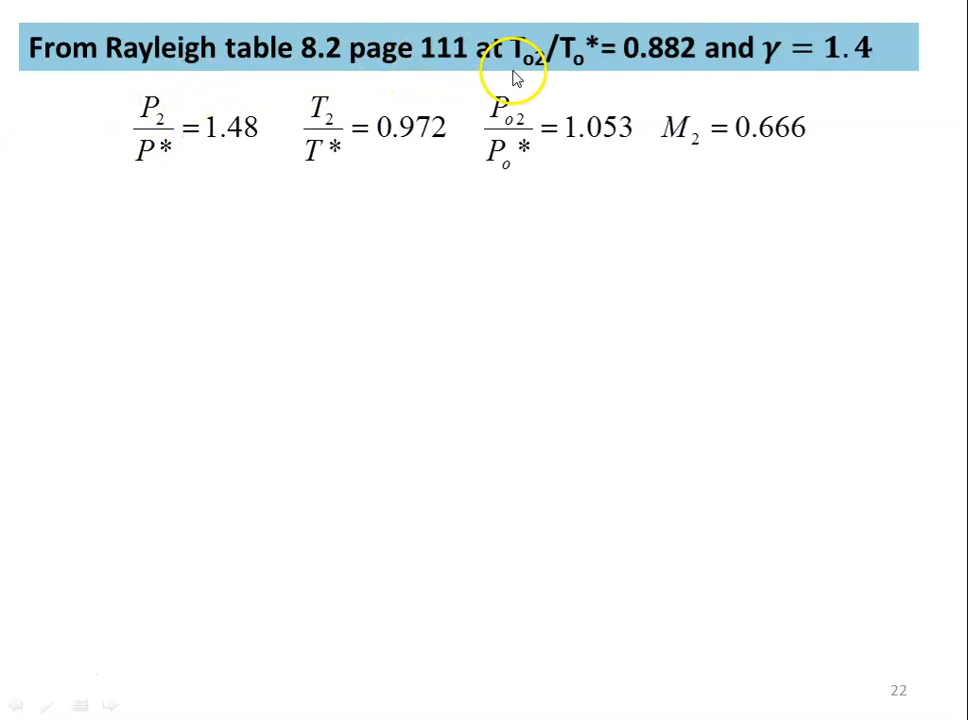 From Rayleigh table 8.2 page 111 at To2/To*= 0.882 and γ = 1.4
P2/P* = 1.48 T2/T* = 0.972 Po2/Po* = 1.053 M2 = 0.666
22